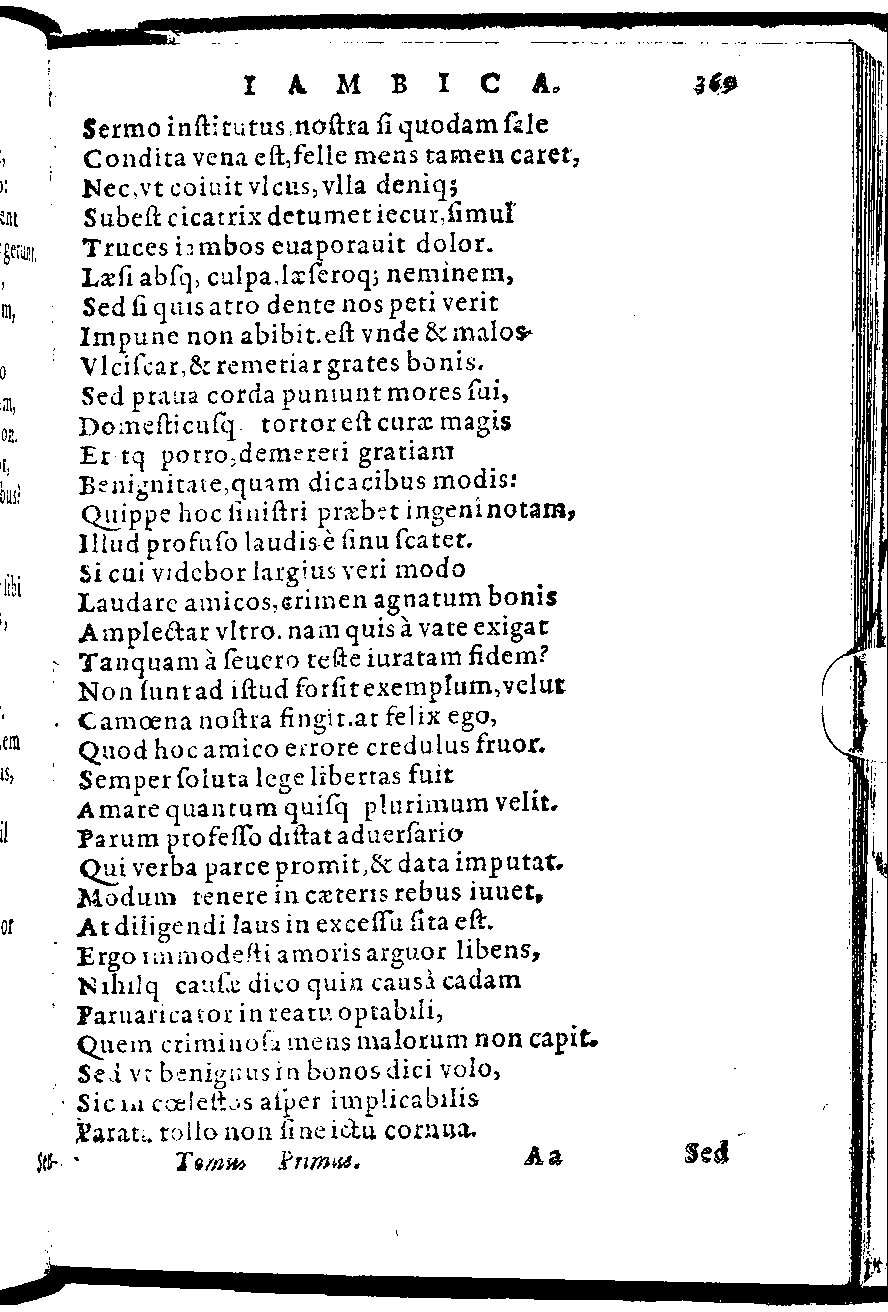 IAMBICA. 369
Sermo inſtitutus, noſtra ſi quodam ſale
Condita vena eſt, felle mens tamen caret,
Nec, vt coiuit vlcus, vlla deniq;
Subeſt cicatrix detumet iecur, ſimul
Truces iambos euaporauit dolor.
Læſi abſq, culpa, læſeroq; neminem,
Sed ſi quis atro dente nos peti verit
Impune non abibit. eſt vnde & malos
Vlciſcar, & remetiar grates bonis.
Sed praua corda puniunt mores ſui,
Domeſticuſq tortor eſt curæ magis
Er tq porro, demereri gratiam
Benignitate, quam dicacibus modis:
Quippe hoc ſiniſtri præbet ingenî notam,
Illud profuſo laudis è ſinu ſcatet.
Si cui videbor largius veri modo
Laudare amicos, crimen agnatum bonis
Amplectar vltro. nam quis à vate exigat
Tanquam à ſeuero teſte iuratam fidem?
Non ſunt ad iſtud forſit exemplum, velut
Camœna noſtra fingit. at felix ego,
Quod hoc amico errore credulus fruor.
Semper ſoluta lege libertas fuit
Amare quantum quiſq plurimum velit.
Parum profeſſo diſtat aduerſario
Qui verba parce promit, & data imputat.
Modum tenere in cæteris rebus iuuet,
At diligendi laus in exceſſu ſita eſt.
Ergo immodeſti amoris arguor libens,
Nihilq cauſæ dico quin causâ cadam
Paruaricator in reatu optabili,
Quem criminoſa mens malorum non capit.
Sed vt benignus in bonos dici volo,
Sic in cœleſtos aſper implicabilis
Parata tollo non ſine ictu cornua.
Tomus Primus. Aa Sed